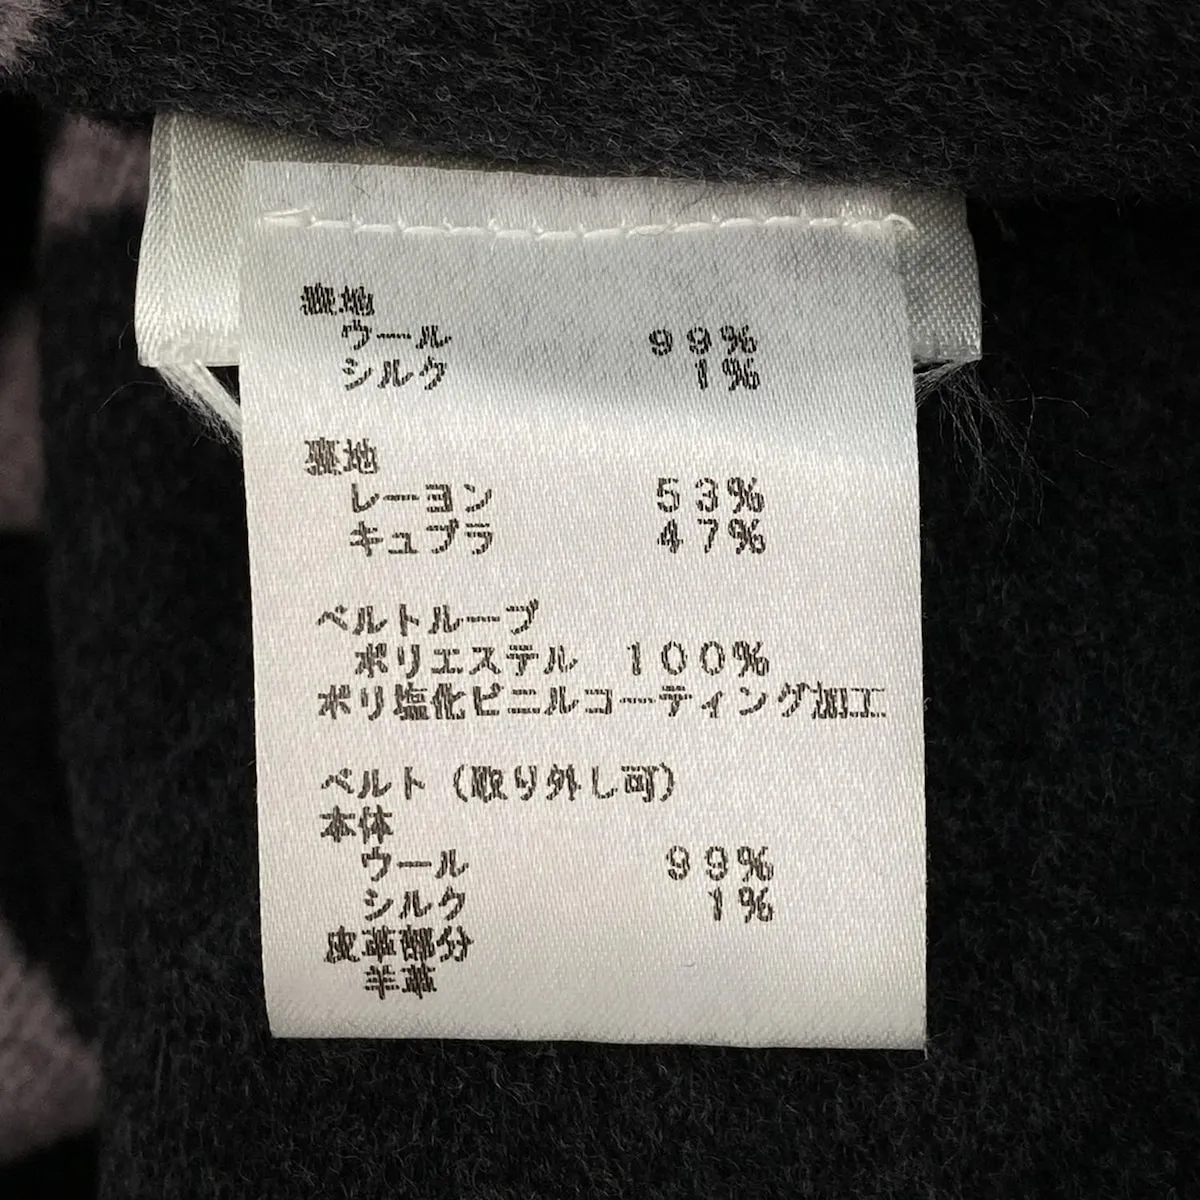 表地
ウール 99%
シルク 1%
裏地
レーヨン 53%
キュプラ 47%
ベルトループ
ポリエステル 100%
ポリ塩化ビニルコーティング加工
ベルト(取り外し可)
本体
ウール 99%
シルク 1%
皮革部分
羊革